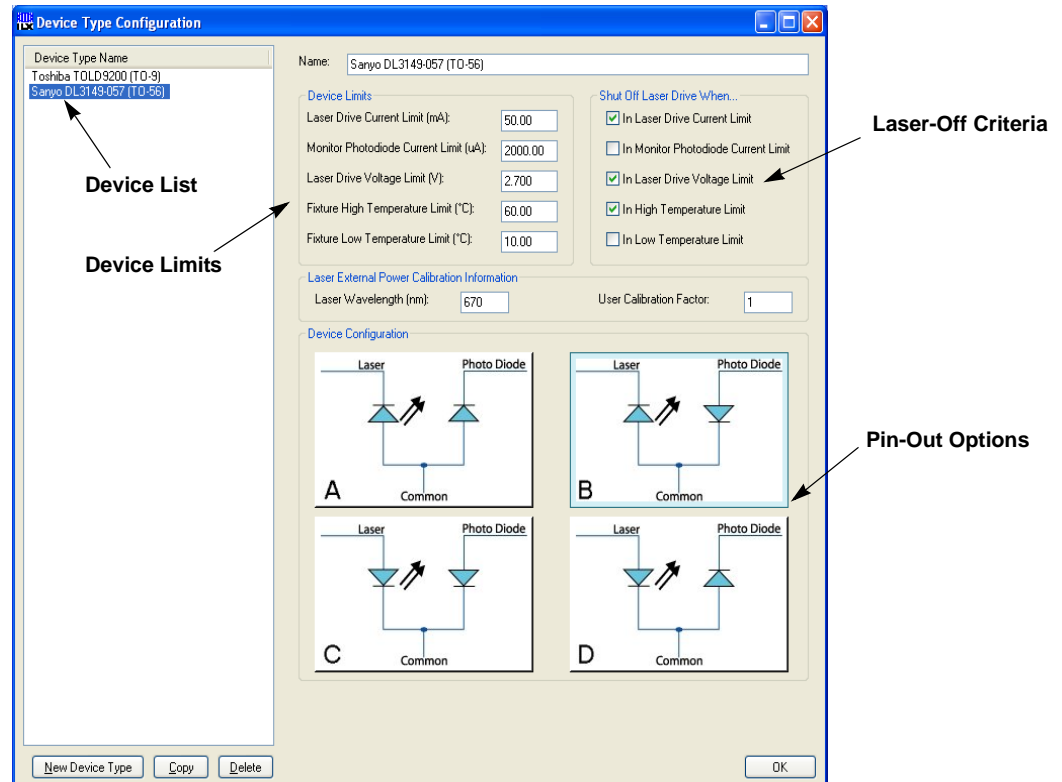 Device Type Configuration
Device Type Name
Toshiba TOLD9200 (TO-9)
Sanyo DL3149-057 (TO-56)
Device List
Device Limits
Name: Sanyo DL3149-057 (TO-56)
Device Limits
Laser Drive Current Limit (mA): 50.00
Monitor Photodiode Current Limit (uA): 2000.00
Laser Drive Voltage Limit (V): 2.700
Fixture High Temperature Limit (°C): 60.00
Fixture Low Temperature Limit (°C): 10.00
Shut Off Laser Drive When...
In Laser Drive Current Limit
In Monitor Photodiode Current Limit
In Laser Drive Voltage Limit
In High Temperature Limit
In Low Temperature Limit
Laser-Off Criteria
Laser External Power Calibration Information
Laser Wavelength (nm): 670 User Calibration Factor: 1
Device Configuration
Laser Photo Diode
A Common
Laser Photo Diode
B Common
Pin-Out Options
Laser Photo Diode
C Common
Laser Photo Diode
D Common
New Device Type Copy Delete OK